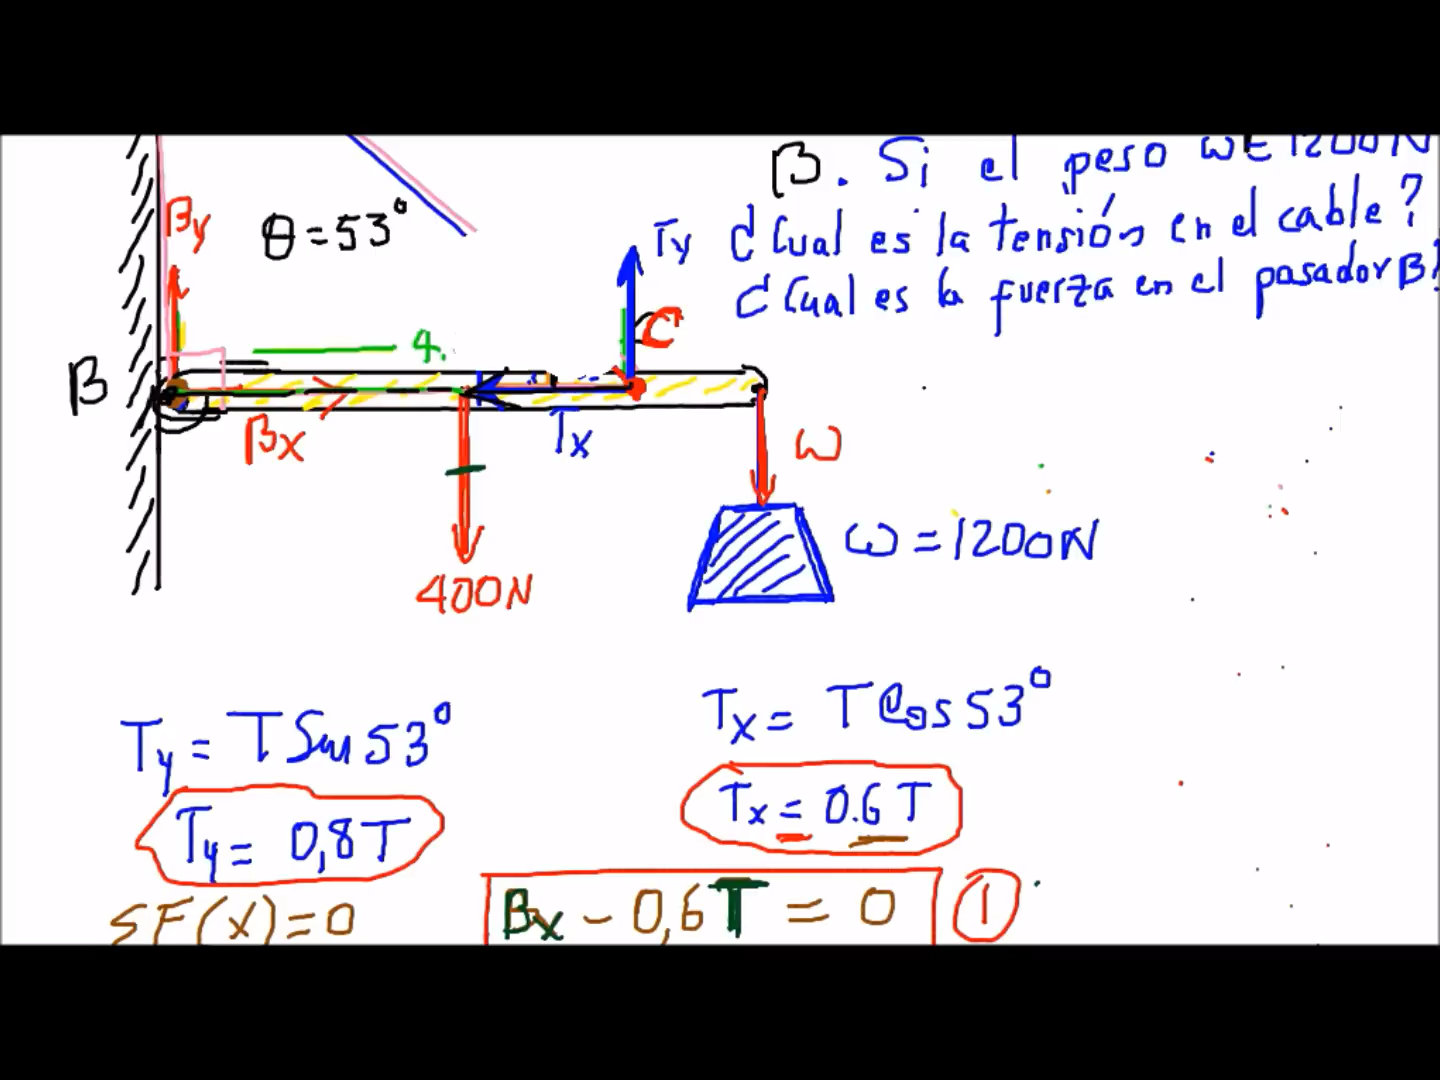 B. Si el peso W=1200N
¿Cual es la tensión en el cable?
¿Cual es la fuerza en el pasador B?
By
θ=53°
Ty
C
4.
B
Bx
Tx
ω
400N
ω=1200N
Ty = T Sen 53°
Tx = T Cos 53°
Ty = 0,8T
Tx = 0.6T
ΣF(x)=0
Bx - 0,6T = 0
1